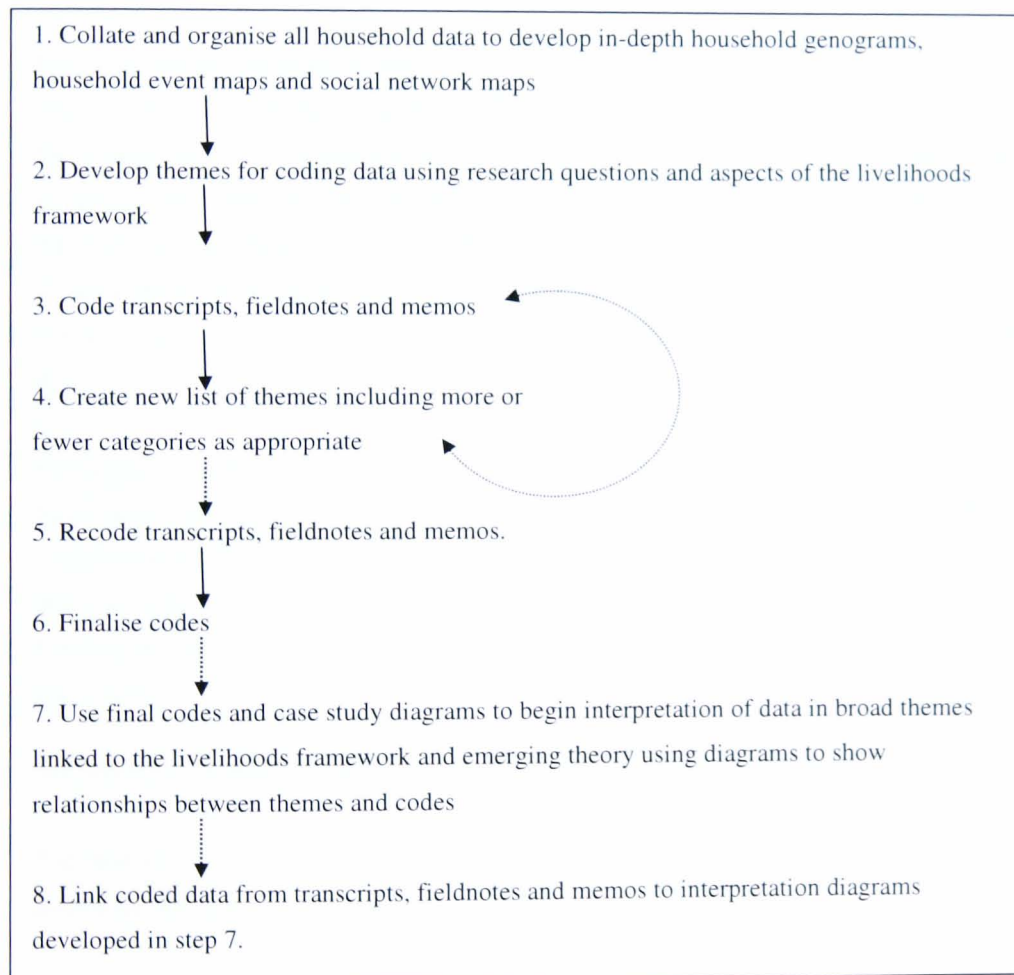 1. Collate and organise all household data to develop in-depth household genograms,
household event maps and social network maps
2. Develop themes for coding data using research questions and aspects of the livelihoods
framework
3. Code transcripts, fieldnotes and memos
4. Create new list of themes including more or
fewer categories as appropriate
5. Recode transcripts, fieldnotes and memos.
6. Finalise codes
7. Use final codes and case study diagrams to begin interpretation of data in broad themes
linked to the livelihoods framework and emerging theory using diagrams to show
relationships between themes and codes
8. Link coded data from transcripts, fieldnotes and memos to interpretation diagrams
developed in step 7.